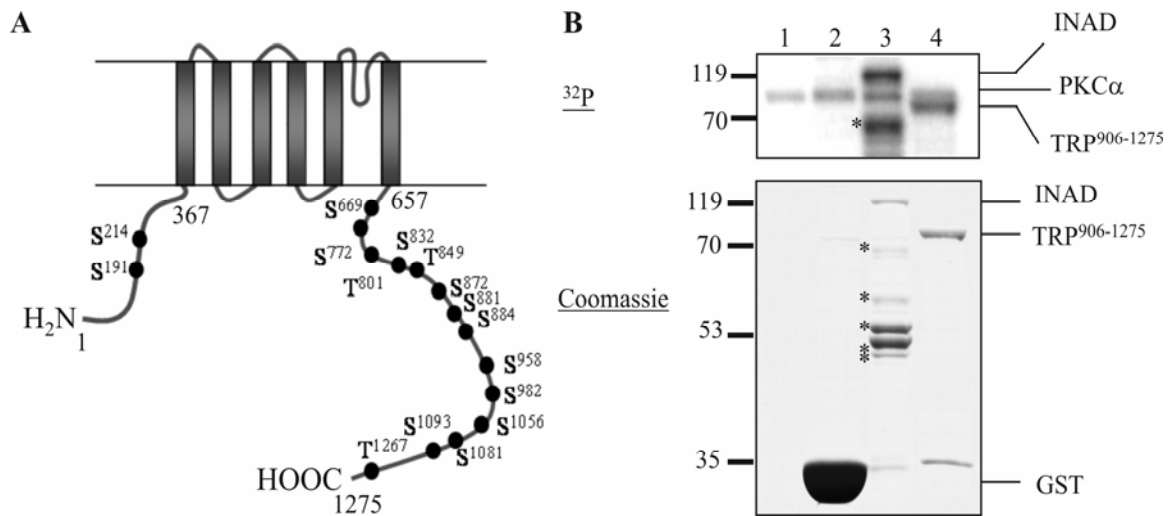 A
367
657
S669
S214
S191
S832
S772
T849
T801
S872
S881
S884
H2N
1
S958
S982
S1056
S1093
S1081
T1267
HOOC
1275
B
1 2 3 4
32P
119
70
*
INAD
PKCα
TRP906-1275
Coomassie
119
70
53
35
*
*
*
*
*
INAD
TRP906-1275
GST